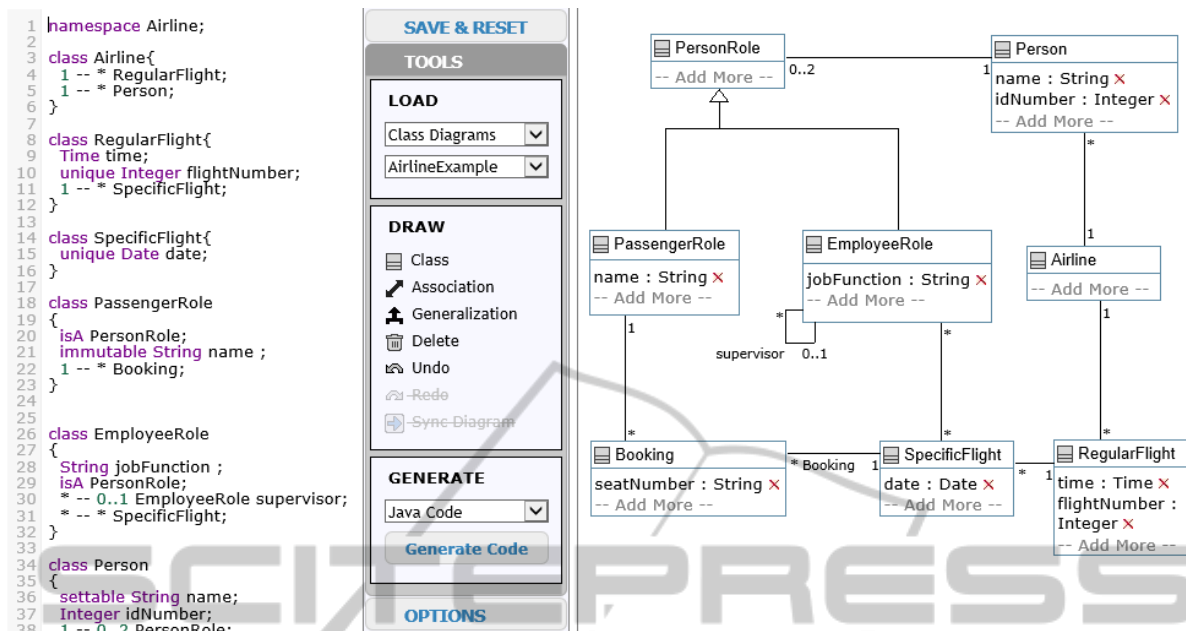 1 namespace Airline;
2
3 class Airline{
4 1 -- * RegularFlight;
5 1 -- * Person;
6 }
7
8 class RegularFlight{
9 Time time;
10 unique Integer flightNumber;
11 1 -- * SpecificFlight;
12 }
13
14 class SpecificFlight{
15 unique Date date;
16 }
17
18 class PassengerRole
19 {
20 isA PersonRole;
21 immutable String name ;
22 1 -- * Booking;
23 }
24
25
26 class EmployeeRole
27 {
28 String jobFunction ;
29 isA PersonRole;
30 * -- 0..1 EmployeeRole supervisor;
31 * -- * SpecificFlight;
32 }
33
34 class Person
35 {
36 settable String name;
37 Integer idNumber;
38 1 -- 0..2 PersonRole;
SAVE & RESET
TOOLS
LOAD
Class Diagrams
AirlineExample
DRAW
Class
Association
Generalization
Delete
Undo
Redo
Sync Diagram
GENERATE
Java Code
Generate Code
OPTIONS
PersonRole
-- Add More --
0..2
1
Person
name : String ×
idNumber : Integer ×
-- Add More --
*
1
PassengerRole
name : String ×
-- Add More --
1
EmployeeRole
jobFunction : String ×
-- Add More --
*
*
supervisor 0..1
Airline
-- Add More --
1
*
Booking
seatNumber : String ×
-- Add More --
* Booking 1
*
SpecificFlight
date : Date ×
-- Add More --
* 1
*
RegularFlight
time : Time ×
flightNumber :
Integer ×
-- Add More --
SCITEPRESS